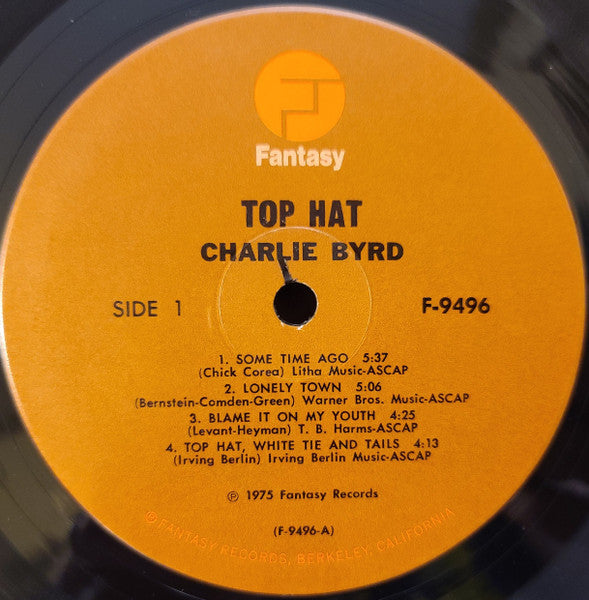 Fantasy
TOP HAT
CHARLIE BYRD
SIDE 1
F-9496
1. SOME TIME AGO 5:37
(Chick Corea) Litha Music-ASCAP
2. LONELY TOWN 5:06
(Bernstein-Comden-Green) Warner Bros. Music-ASCAP
3. BLAME IT ON MY YOUTH 4:25
(Levant-Heyman) T. B. Harms-ASCAP
4. TOP HAT, WHITE TIE AND TAILS 4:13
(Irving Berlin) Irving Berlin Music-ASCAP
℗ 1975 Fantasy Records
(F-9496-A)
© FANTASY RECORDS, BERKELEY, CALIFORNIA